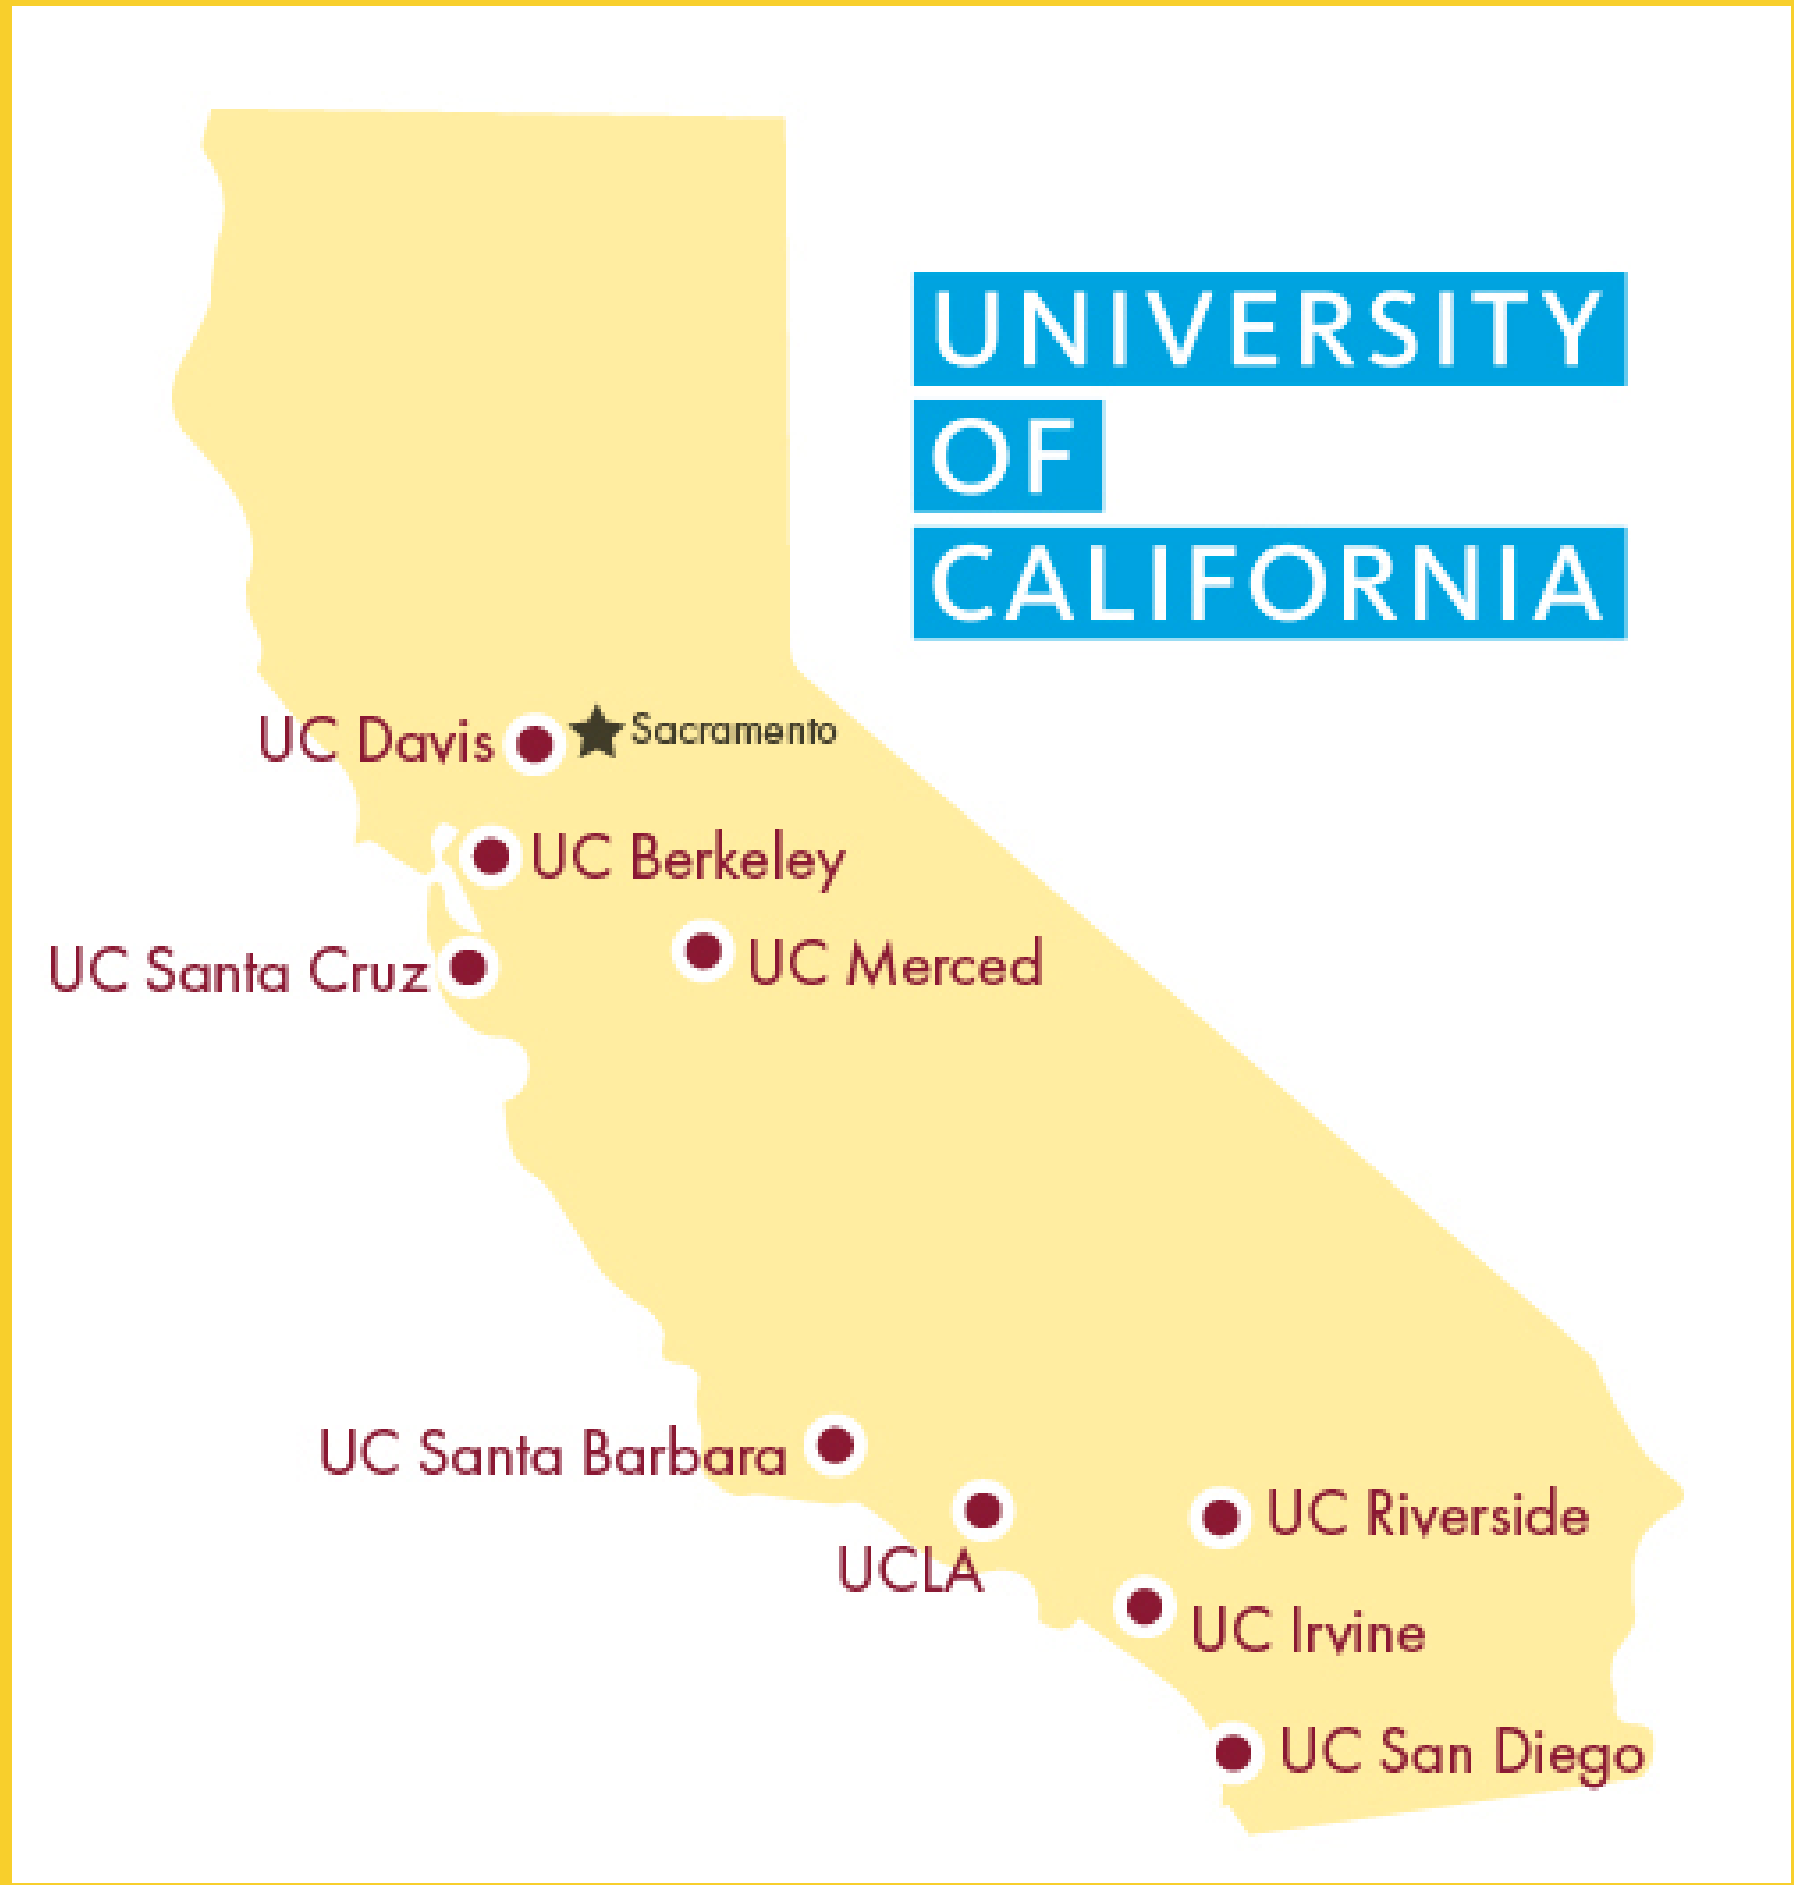 UNIVERSITY
OF
CALIFORNIA
UC Davis
Sacramento
UC Berkeley
UC Santa Cruz
UC Merced
UC Santa Barbara
UCLA
UC Riverside
UC Irvine
UC San Diego